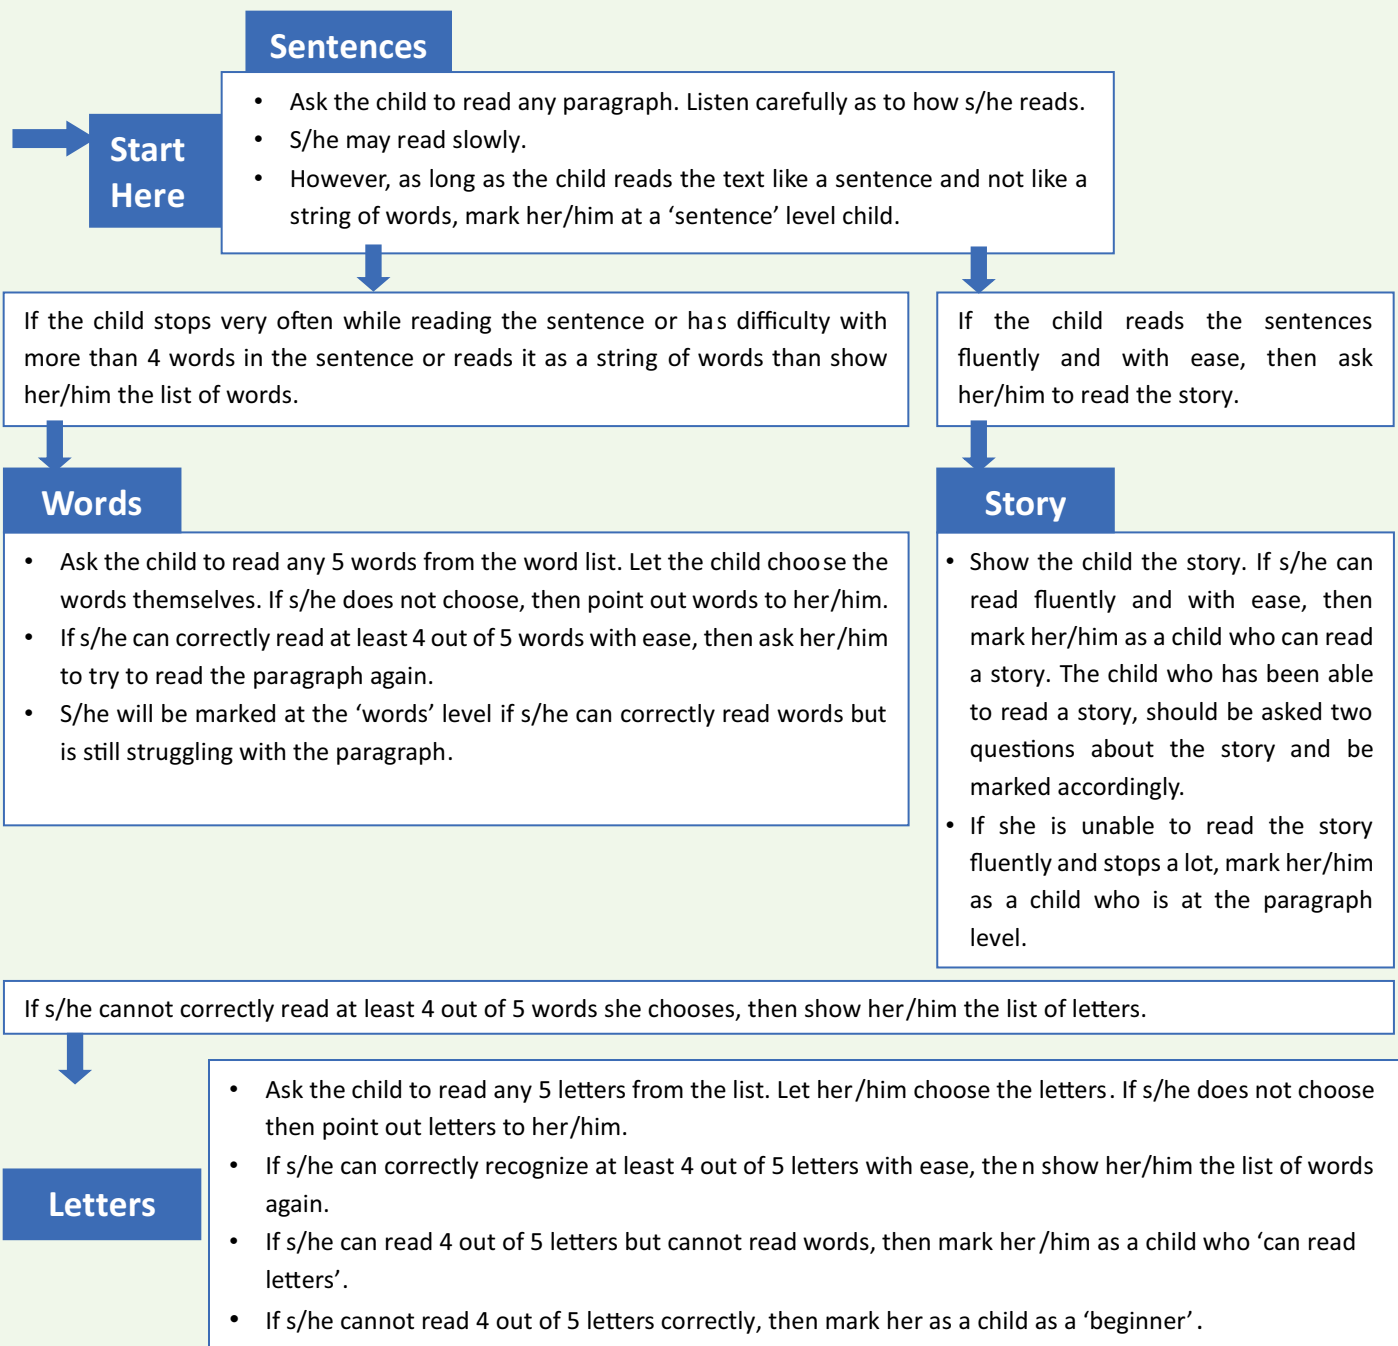 Sentences
• Ask the child to read any paragraph. Listen carefully as to how s/he reads.
• S/he may read slowly.
• However, as long as the child reads the text like a sentence and not like a
string of words, mark her/him at a ‘sentence’ level child.
Start
Here
If the child stops very often while reading the sentence or has difficulty with
more than 4 words in the sentence or reads it as a string of words than show
her/him the list of words.
If the child reads the sentences
fluently and with ease, then ask
her/him to read the story.
Words
• Ask the child to read any 5 words from the word list. Let the child choose the
words themselves. If s/he does not choose, then point out words to her/him.
• If s/he can correctly read at least 4 out of 5 words with ease, then ask her/him
to try to read the paragraph again.
• S/he will be marked at the ‘words’ level if s/he can correctly read words but
is still struggling with the paragraph.
Story
• Show the child the story. If s/he can
read fluently and with ease, then
mark her/him as a child who can read
a story. The child who has been able
to read a story, should be asked two
questions about the story and be
marked accordingly.
• If she is unable to read the story
fluently and stops a lot, mark her/him
as a child who is at the paragraph
level.
If s/he cannot correctly read at least 4 out of 5 words she chooses, then show her/him the list of letters.
Letters
• Ask the child to read any 5 letters from the list. Let her/him choose the letters. If s/he does not choose
then point out letters to her/him.
• If s/he can correctly recognize at least 4 out of 5 letters with ease, then show her/him the list of words
again.
• If s/he can read 4 out of 5 letters but cannot read words, then mark her/him as a child who ‘can read
letters’.
• If s/he cannot read 4 out of 5 letters correctly, then mark her as a child as a ‘beginner’.